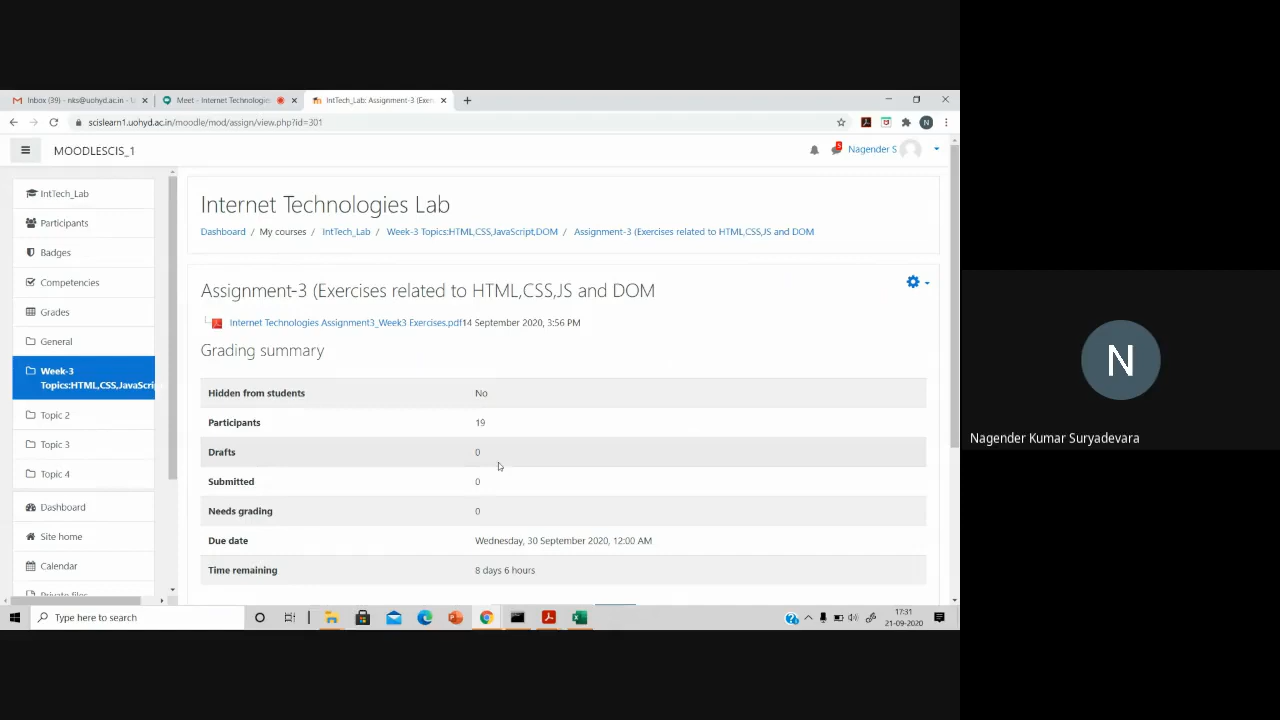 Inbox (39) - nks@uohyd.ac.in - U
Meet - Internet Technologies
IntTech_Lab: Assignment-3 (Exer
scislearn1.uohyd.ac.in/moodle/mod/assign/view.php?id=301
N
MOODLESCIS_1
Nagender S
IntTech_Lab
Participants
Badges
Competencies
Grades
General
Week-3
Topics:HTML,CSS,JavaScrip
Topic 2
Topic 3
Topic 4
Dashboard
Site home
Calendar
Private files
Internet Technologies Lab
Dashboard / My courses / IntTech_Lab / Week-3 Topics:HTML,CSS,JavaScript,DOM / Assignment-3 (Exercises related to HTML,CSS,JS and DOM
Assignment-3 (Exercises related to HTML,CSS,JS and DOM
Internet Technologies Assignment3_Week3 Exercises.pdf14 September 2020, 3:56 PM
Grading summary
Hidden from students No
Participants 19
Drafts 0
Submitted 0
Needs grading 0
Due date Wednesday, 30 September 2020, 12:00 AM
Time remaining 8 days 6 hours
Type here to search
17:31
21-09-2020
N
Nagender Kumar Suryadevara